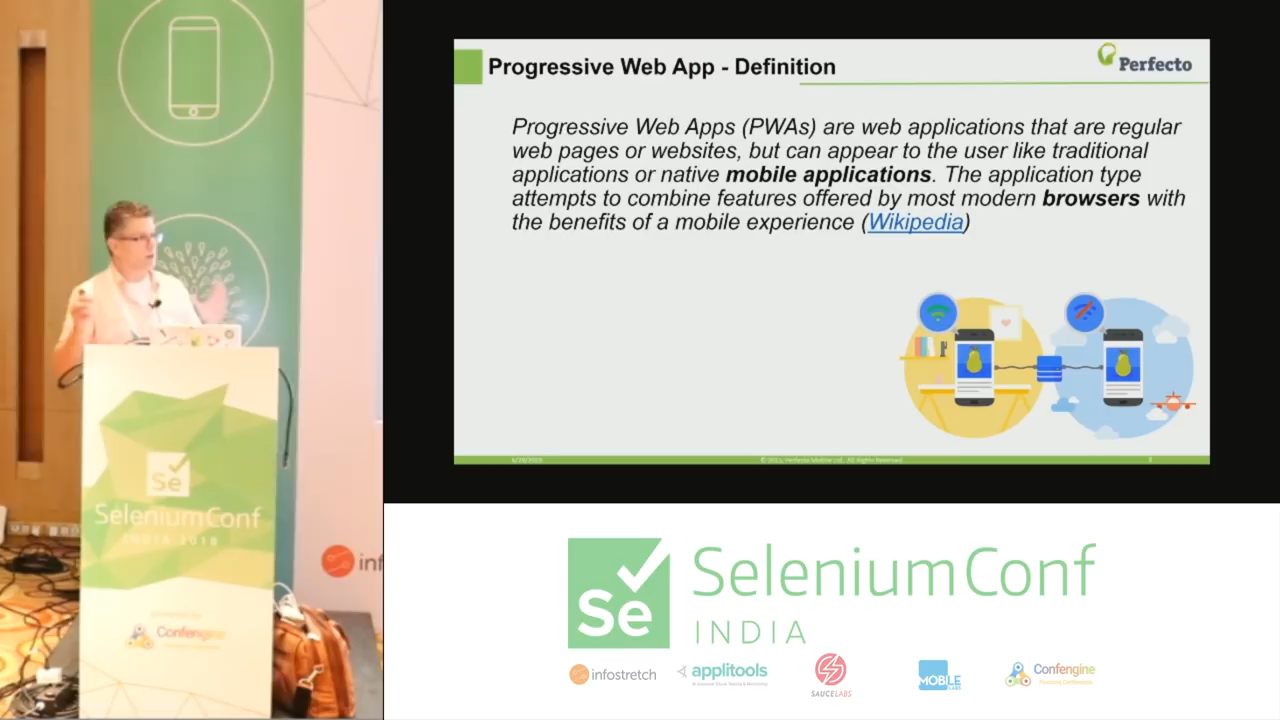 Progressive Web App - Definition
Perfecto
Progressive Web Apps (PWAs) are web applications that are regular
web pages or websites, but can appear to the user like traditional
applications or native mobile applications. The application type
attempts to combine features offered by most modern browsers with
the benefits of a mobile experience (Wikipedia)
Se
SeleniumConf
INDIA 2018
Confengine
inf
Se
SeleniumConf
INDIA
infostretch
applitools
SAUCELABS
MOBILE
LABS
Confengine